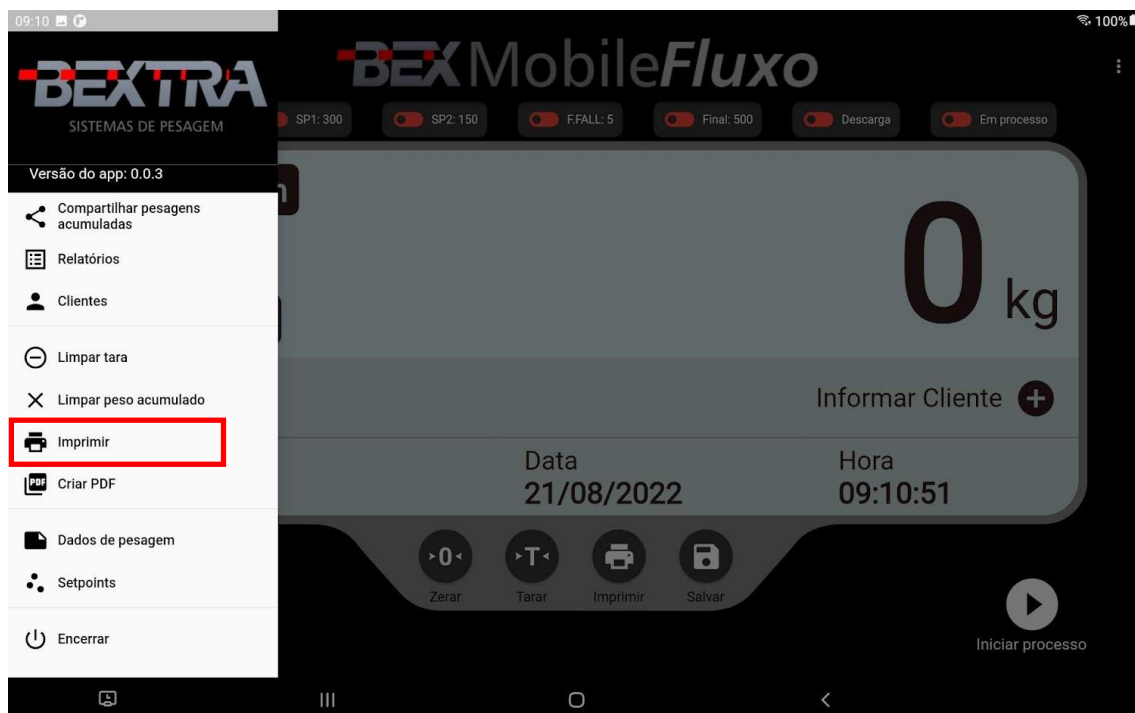 09:10
100%
BEXTRA
SISTEMAS DE PESAGEM
Versão do app: 0.0.3
Compartilhar pesagens
acumuladas
Relatórios
Clientes
Limpar tara
Limpar peso acumulado
Imprimir
PDF
Criar PDF
Dados de pesagem
Setpoints
Encerrar
BEX MobileFluxo
SP1: 300
SP2: 150
F.FALL: 5
Final: 500
Descarga
Em processo
0 kg
Informar Cliente
Data
21/08/2022
Hora
09:10:51
>0<
>T<
Zerar
Tarar
Imprimir
Salvar
Iniciar processo